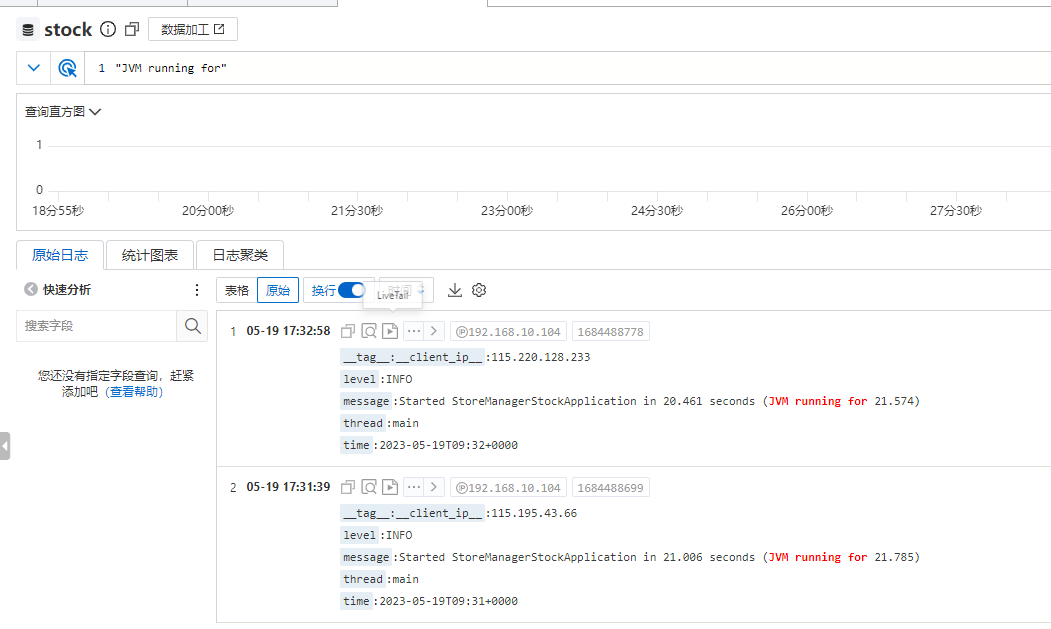 stock 数据加工
1 "JVM running for"
查询直方图
1
0
18分55秒 20分00秒 21分30秒 23分00秒 24分30秒 26分00秒 27分30秒
原始日志 统计图表 日志聚类
快速分析
搜索字段
您还没有指定字段查询，赶紧
添加吧（查看帮助）
表格 原始 换行 时间
LiveTail
1 05-19 17:32:58 ··· 192.168.10.104 1684488778
__tag__:__client_ip__ :115.220.128.233
level :INFO
message :Started StoreManagerStockApplication in 20.461 seconds (JVM running for 21.574)
thread :main
time :2023-05-19T09:32+0000
2 05-19 17:31:39 ··· 192.168.10.104 1684488699
__tag__:__client_ip__ :115.195.43.66
level :INFO
message :Started StoreManagerStockApplication in 21.006 seconds (JVM running for 21.785)
thread :main
time :2023-05-19T09:31+0000